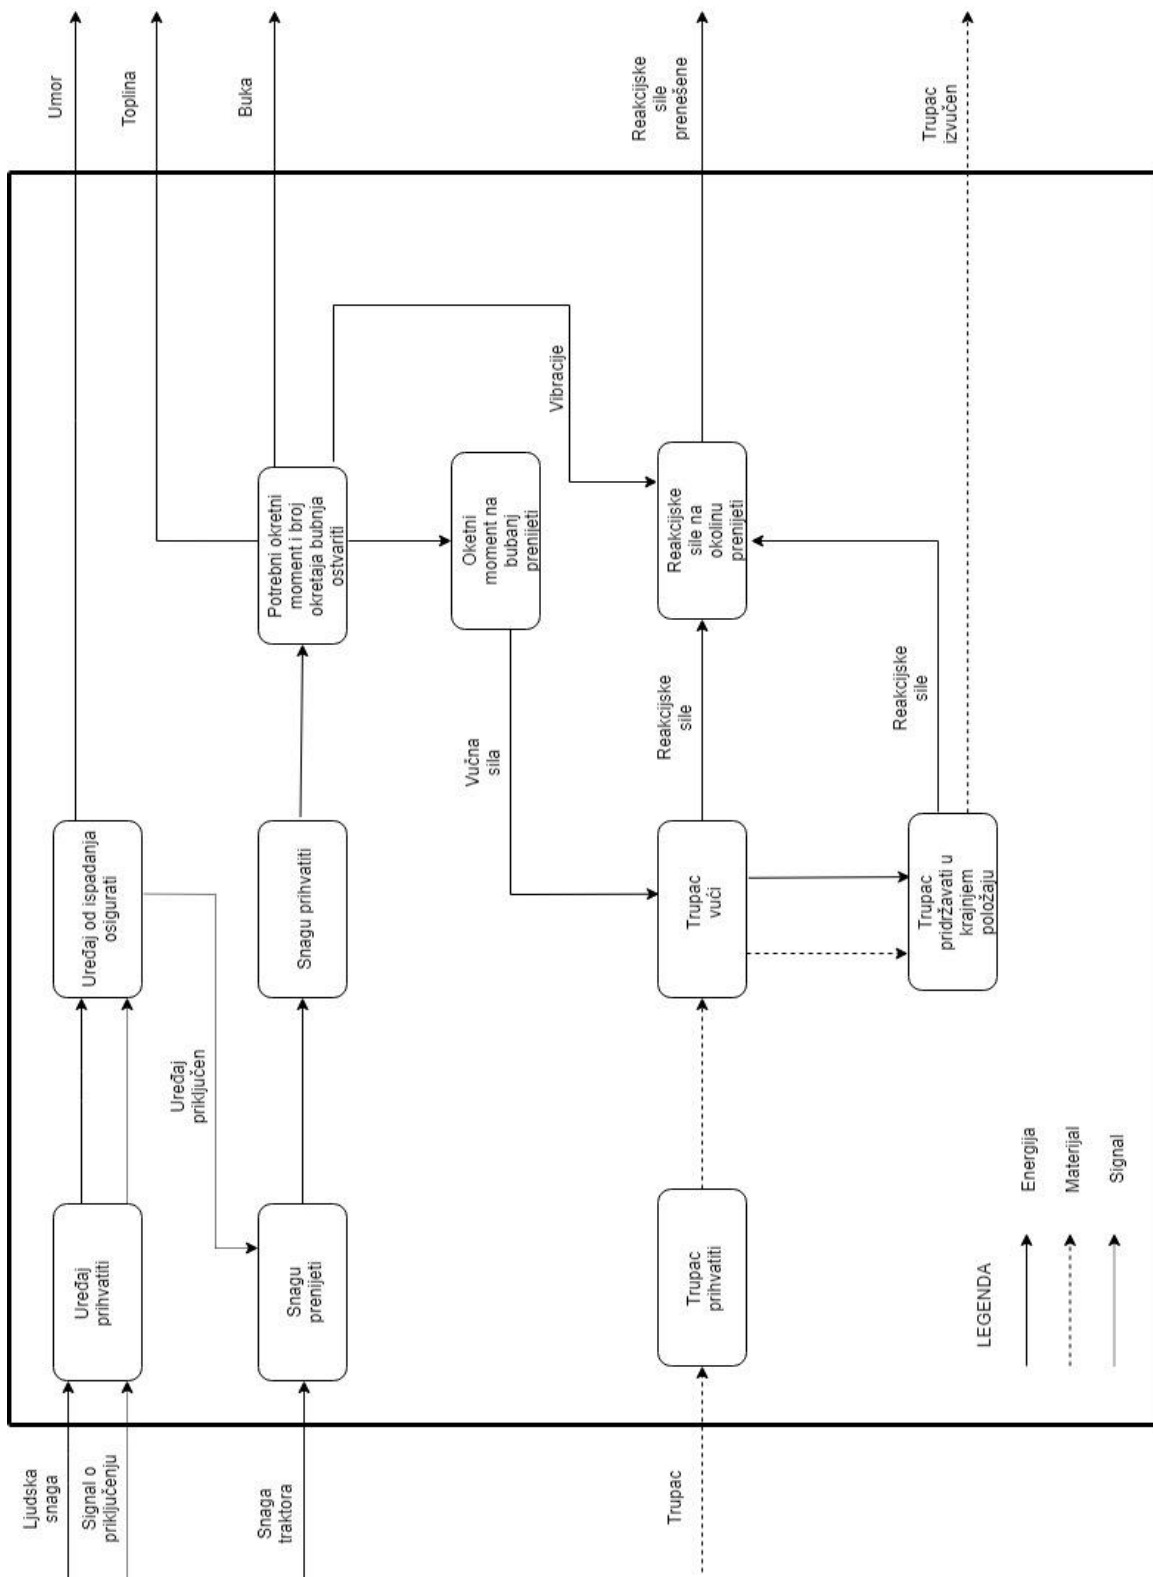 Ljudska
snaga
Signal o
priključenju
Uređaj
prihvatiti
Uređaj od ispadanja
osigurati
Umor
Toplina
Buka
Uređaj
priključen
Snaga
traktora
Snagu
prenijeti
Snagu prihvatiti
Potrebni okretni
moment i broj
okretaja bubnja
ostvariti
Oketni
moment na
bubanj
prenijeti
Vučna
sila
Vibracije
Trupac
Trupac
prihvatiti
Trupac
vući
Reakcijske
sile
Reakcijske
sile na
okolinu
prenijeti
Reakcijske
sile
prenešene
Trupac
pridržavati u
krajnjem
položaju
Reakcijske
sile
Trupac
izvučen
LEGENDA
Energija
Materijal
Signal